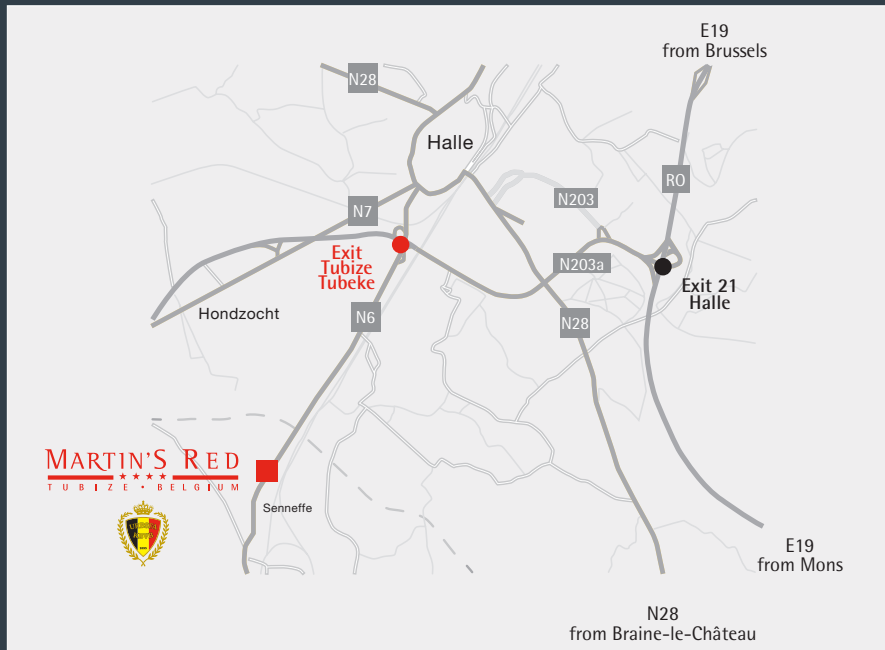 E19
from Brussels
N28
Halle
RO
N203
N7
Exit
Tubize
Tubeke
N203a
Exit 21
Halle
Hondzocht
N6
N28
MARTIN'S RED
TUBIZE • BELGIUM
Senneffe
E19
from Mons
N28
from Braine-le-Château